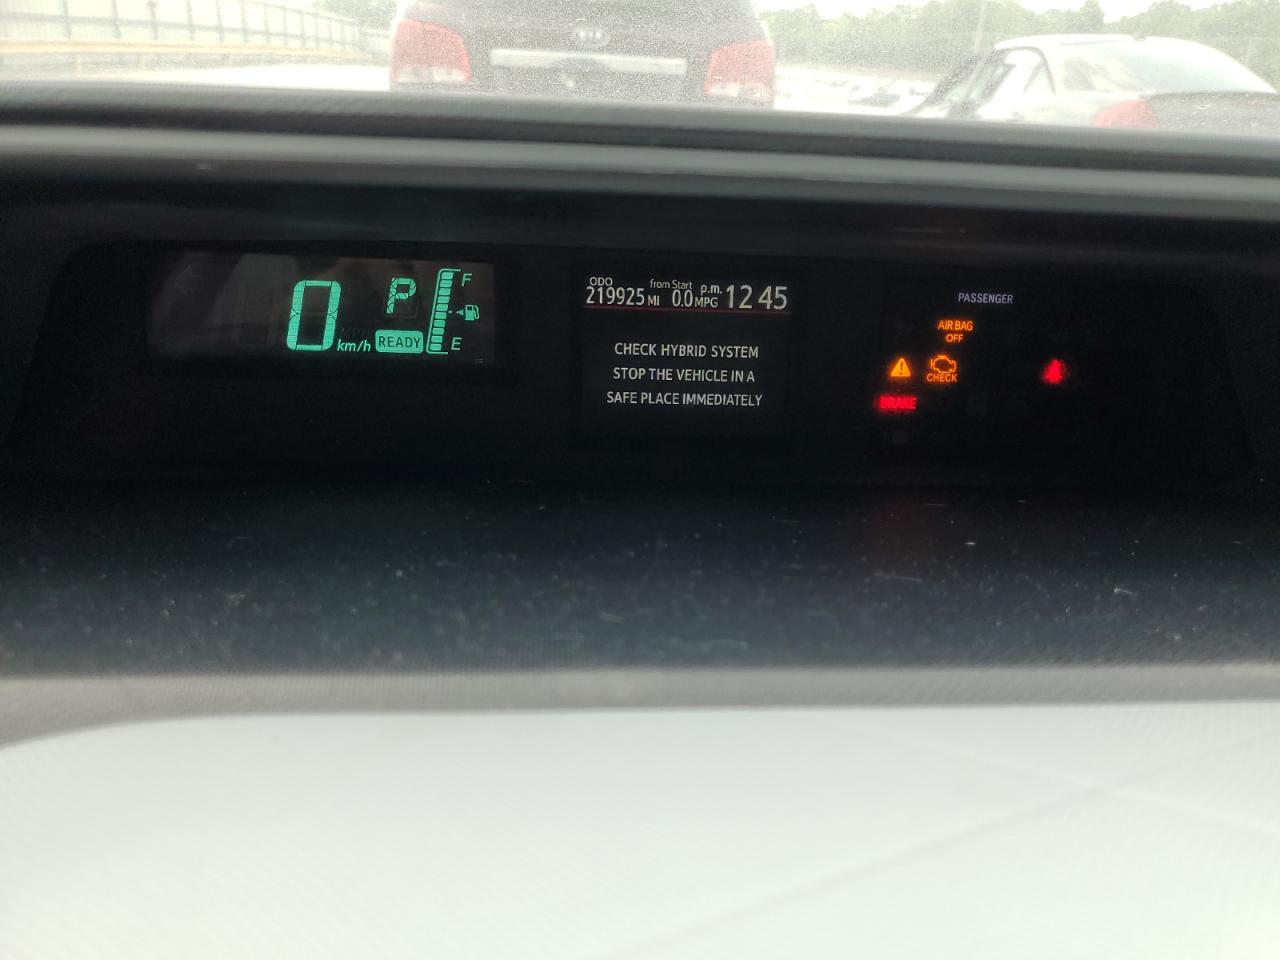 KIA
0 km/h
P
READY
F
E
ODO
219925 MI
from Start
0.0 MPG
p.m.
12 45
CHECK HYBRID SYSTEM
STOP THE VEHICLE IN A
SAFE PLACE IMMEDIATELY
PASSENGER
AIR BAG
OFF
CHECK
BRAKE